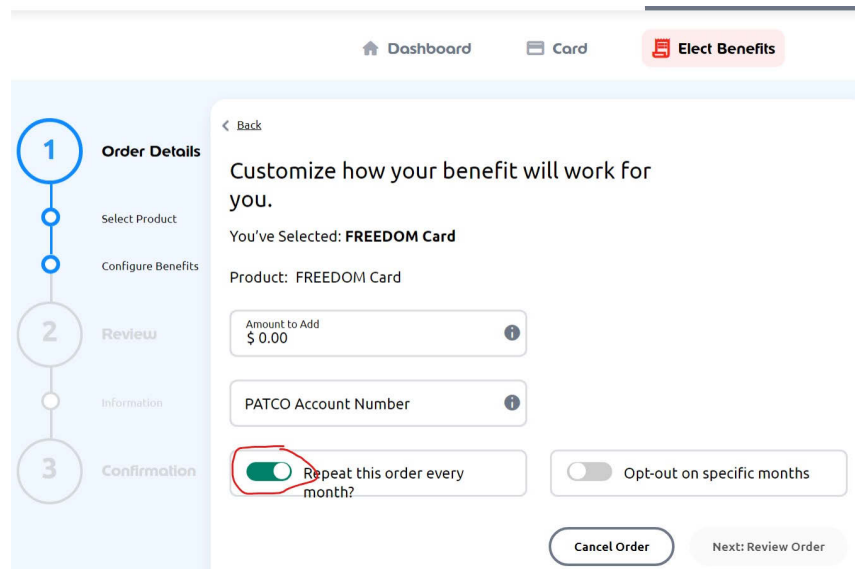 Dashboard
Card
Elect Benefits
1
Order Details
Select Product
Configure Benefits
2
Review
Information
3
Confirmation
Back
Customize how your benefit will work for
you.
You've Selected: FREEDOM Card
Product: FREEDOM Card
Amount to Add
$ 0.00
PATCO Account Number
Repeat this order every
month?
Opt-out on specific months
Cancel Order
Next: Review Order